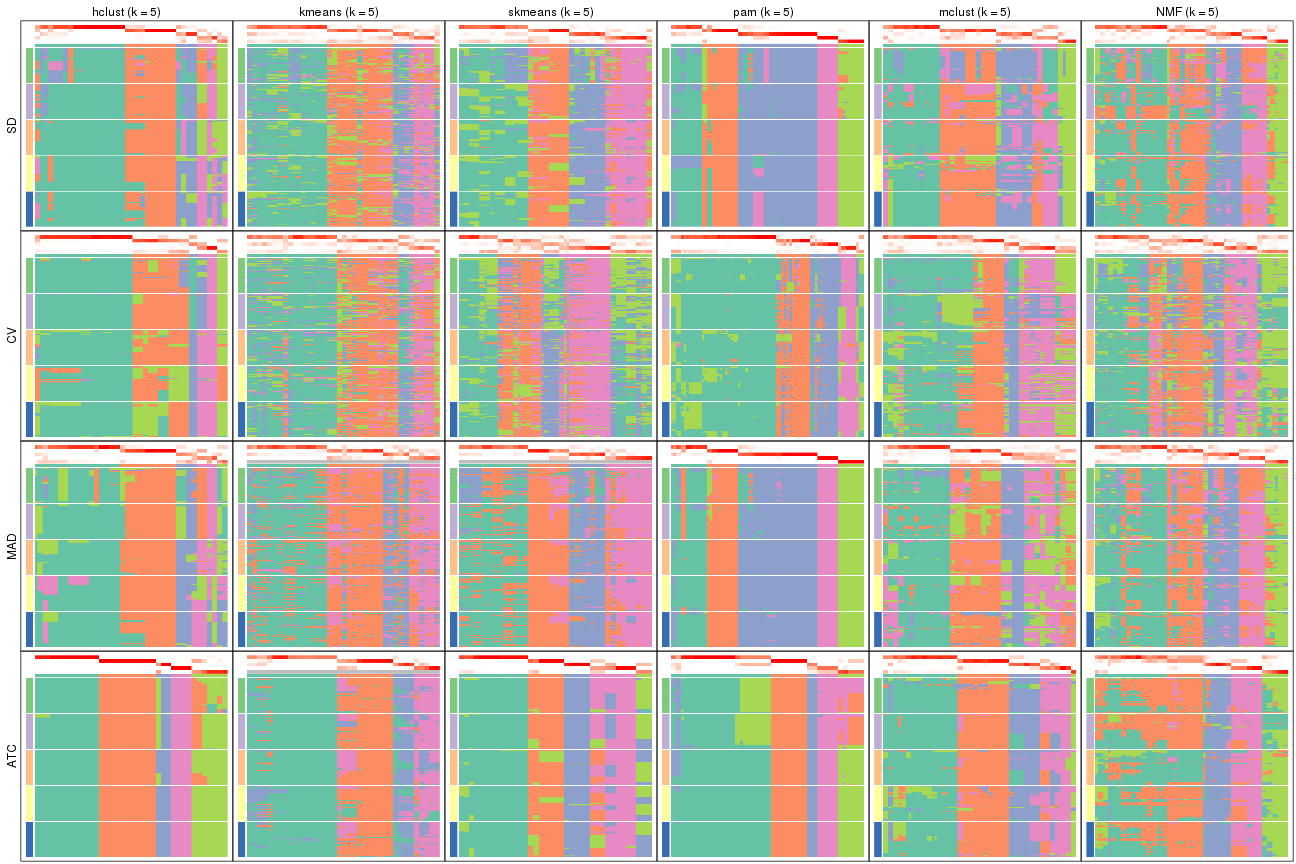 hclust (k = 5) kmeans (k = 5) skmeans (k = 5) pam (k = 5) mclust (k = 5) NMF (k = 5)
SD
CV
MAD
ATC